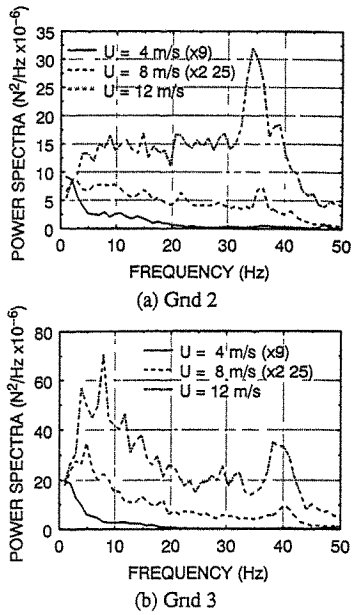 POWER SPECTRA (N²/Hz x10⁻⁶)
35
30
25
20
15
10
5
0
U = 4 m/s (x9)
U = 8 m/s (x2 25)
U = 12 m/s
0 10 20 30 40 50
FREQUENCY (Hz)
(a) Grid 2
POWER SPECTRA (N²/Hz x10⁻⁶)
80
60
40
20
0
U = 4 m/s (x9)
U = 8 m/s (x2 25)
U = 12 m/s
0 10 20 30 40 50
FREQUENCY (Hz)
(b) Grid 3